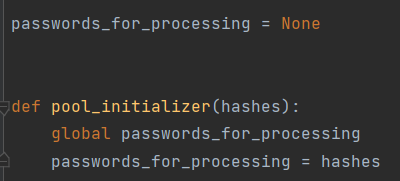 passwords_for_processing = None
def pool_initializer(hashes):
    global passwords_for_processing
    passwords_for_processing = hashes